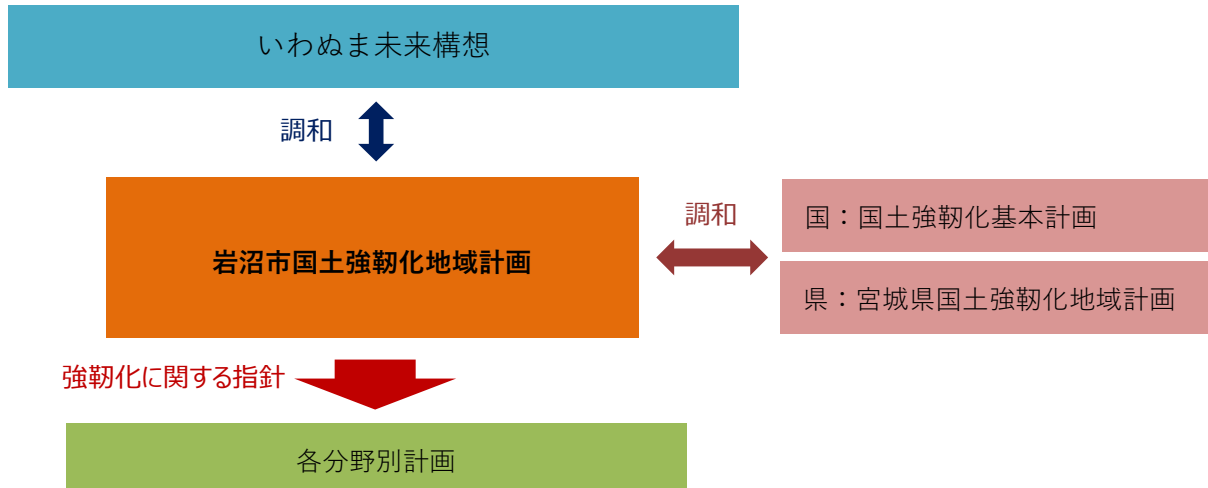 いわぬま未来構想
調和
岩沼市国土強靭化地域計画
調和
国：国土強靭化基本計画
県：宮城県国土強靭化地域計画
強靭化に関する指針
各分野別計画